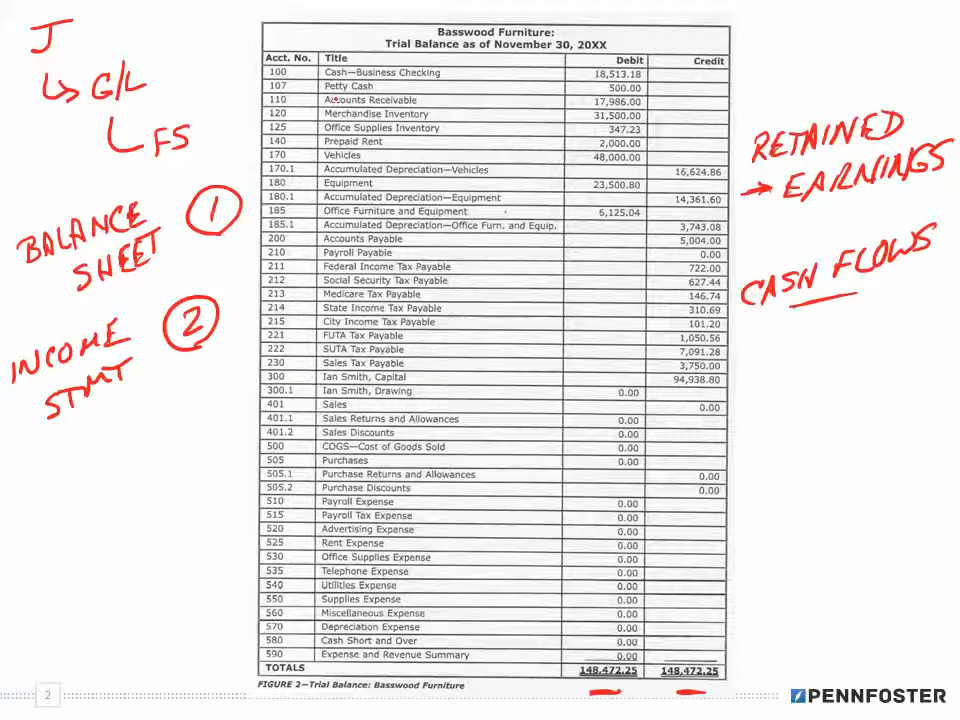 J
G/L
FS
BALANCE
SHEET
1
INCOME
STMT
2
Basswood Furniture:
Trial Balance as of November 30, 20XX
Acct. No. Title Debit Credit
100 Cash—Business Checking 18,513.18
107 Petty Cash 500.00
110 Accounts Receivable 17,986.00
120 Merchandise Inventory 31,500.00
125 Office Supplies Inventory 347.23
140 Prepaid Rent 2,000.00
170 Vehicles 48,000.00
170.1 Accumulated Depreciation—Vehicles 16,624.86
180 Equipment 23,500.80
180.1 Accumulated Depreciation—Equipment 14,361.60
185 Office Furniture and Equipment 6,125.04
185.1 Accumulated Depreciation—Office Furn. and Equip. 3,743.08
200 Accounts Payable 5,004.00
210 Payroll Payable 0.00
211 Federal Income Tax Payable 722.00
212 Social Security Tax Payable 627.44
213 Medicare Tax Payable 146.74
214 State Income Tax Payable 310.69
215 City Income Tax Payable 101.20
221 FUTA Tax Payable 1,050.56
222 SUTA Tax Payable 7,091.28
230 Sales Tax Payable 3,750.00
300 Ian Smith, Capital 94,938.80
300.1 Ian Smith, Drawing 0.00
401 Sales 0.00
401.1 Sales Returns and Allowances 0.00
401.2 Sales Discounts 0.00
500 COGS—Cost of Goods Sold 0.00
505 Purchases 0.00
505.1 Purchase Returns and Allowances 0.00
505.2 Purchase Discounts 0.00
510 Payroll Expense 0.00
515 Payroll Tax Expense 0.00
520 Advertising Expense 0.00
525 Rent Expense 0.00
530 Office Supplies Expense 0.00
535 Telephone Expense 0.00
540 Utilities Expense 0.00
550 Supplies Expense 0.00
560 Miscellaneous Expense 0.00
570 Depreciation Expense 0.00
580 Cash Short and Over 0.00
590 Expense and Revenue Summary 0.00
TOTALS 148,472.25 148,472.25
FIGURE 2—Trial Balance: Basswood Furniture
RETAINED
EARNINGS
CASH FLOWS
2
PENNFOSTER